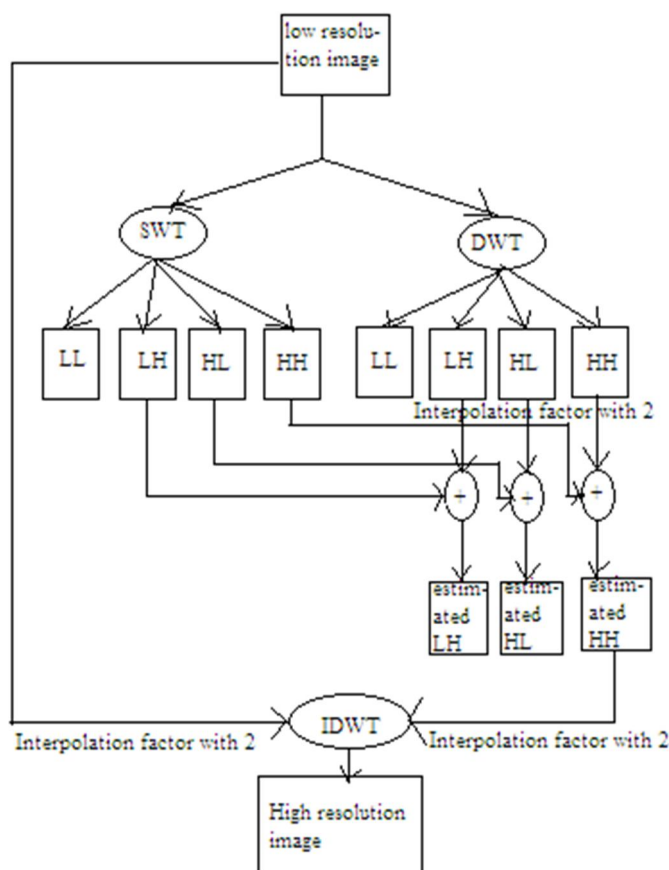 low resolu-
tion image
SWT
DWT
LL
LH
HL
HH
LL
LH
HL
HH
Interpolation factor with 2
+
+
+
estim-
ated
LH
estim-
ated
HL
estim-
ated
HH
IDWT
Interpolation factor with 2
Interpolation factor with 2
High resolution
image